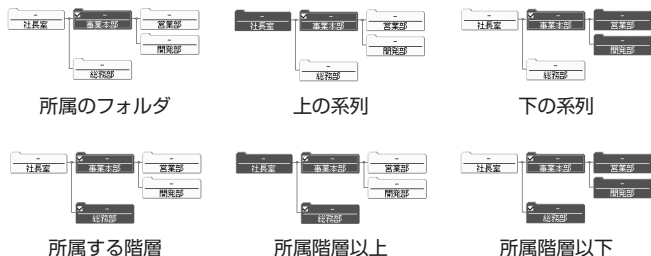 社長室 事業本部 営業部
開発部
総務部
所属のフォルダ
社長室 事業本部 営業部
開発部
総務部
上の系列
社長室 事業本部 営業部
開発部
総務部
下の系列
社長室 事業本部 営業部
開発部
総務部
所属する階層
社長室 事業本部 営業部
開発部
総務部
所属階層以上
社長室 事業本部 営業部
開発部
総務部
所属階層以下